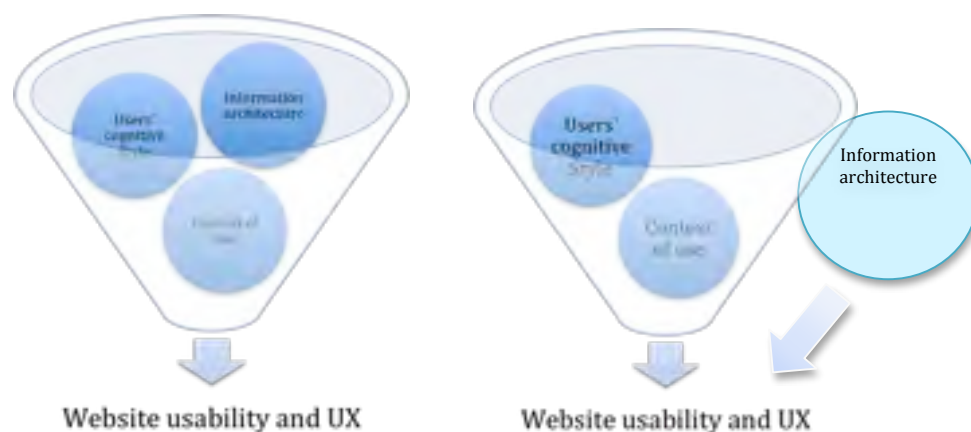 Users'
cognitive
Style
Information
architecture
Context of
use
Website usability and UX
Users'
cognitive
Style
Context
of use
Information
architecture
Website usability and UX